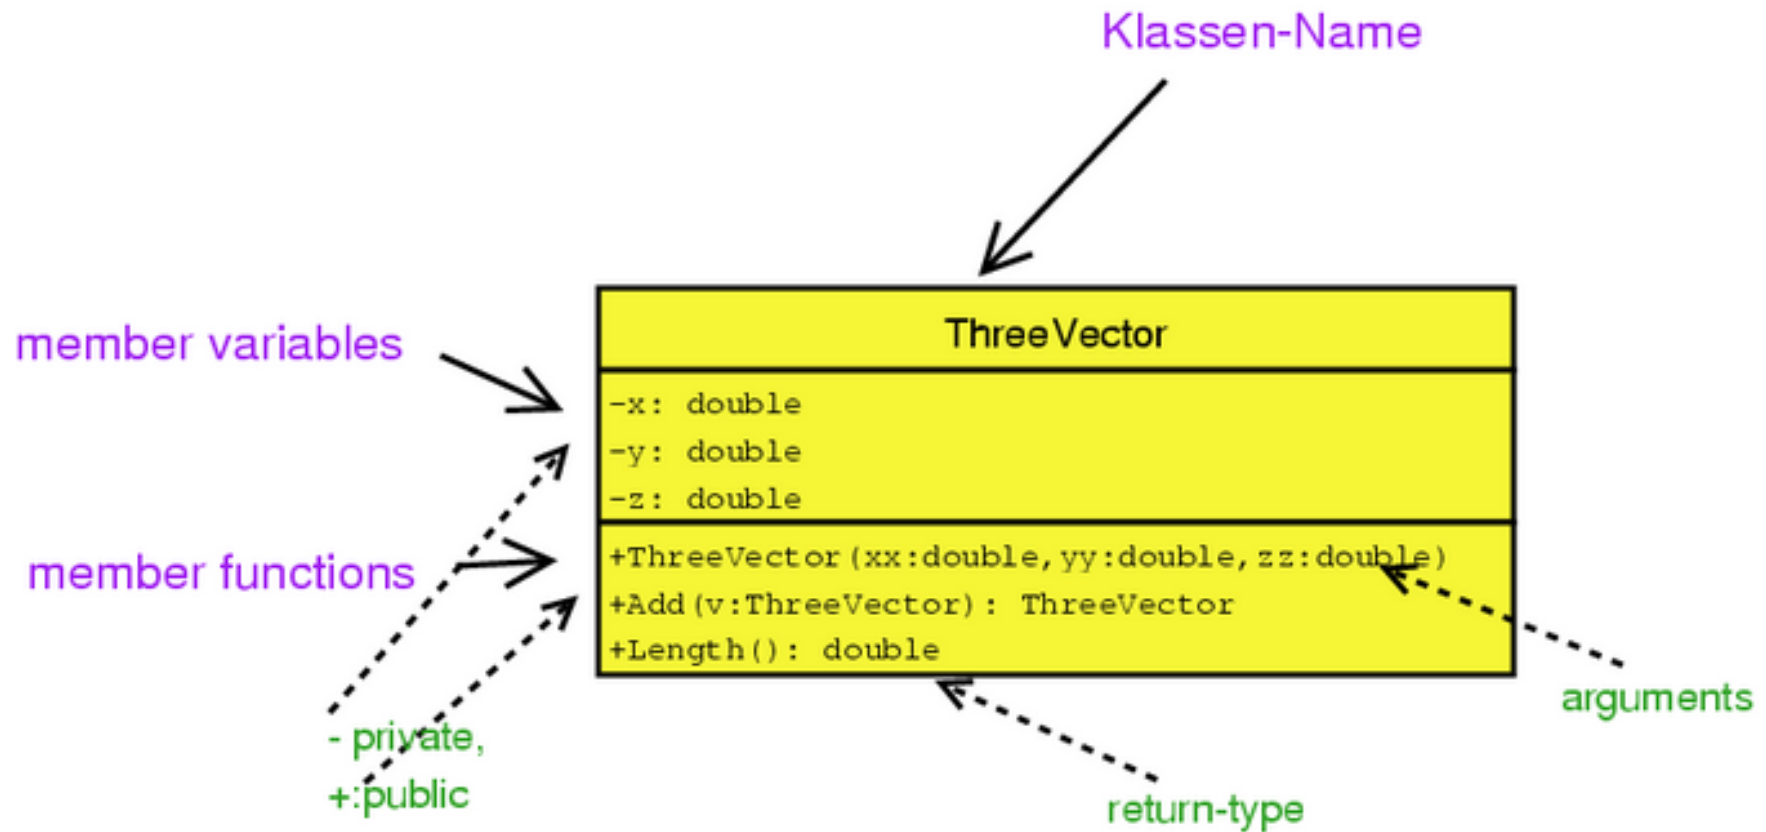 Klassen-Name
ThreeVector
member variables
-x: double
-y: double
-z: double
member functions
+ThreeVector(xx:double,yy:double,zz:double)
+Add(v:ThreeVector): ThreeVector
+Length(): double
- private,
+:public
arguments
return-type